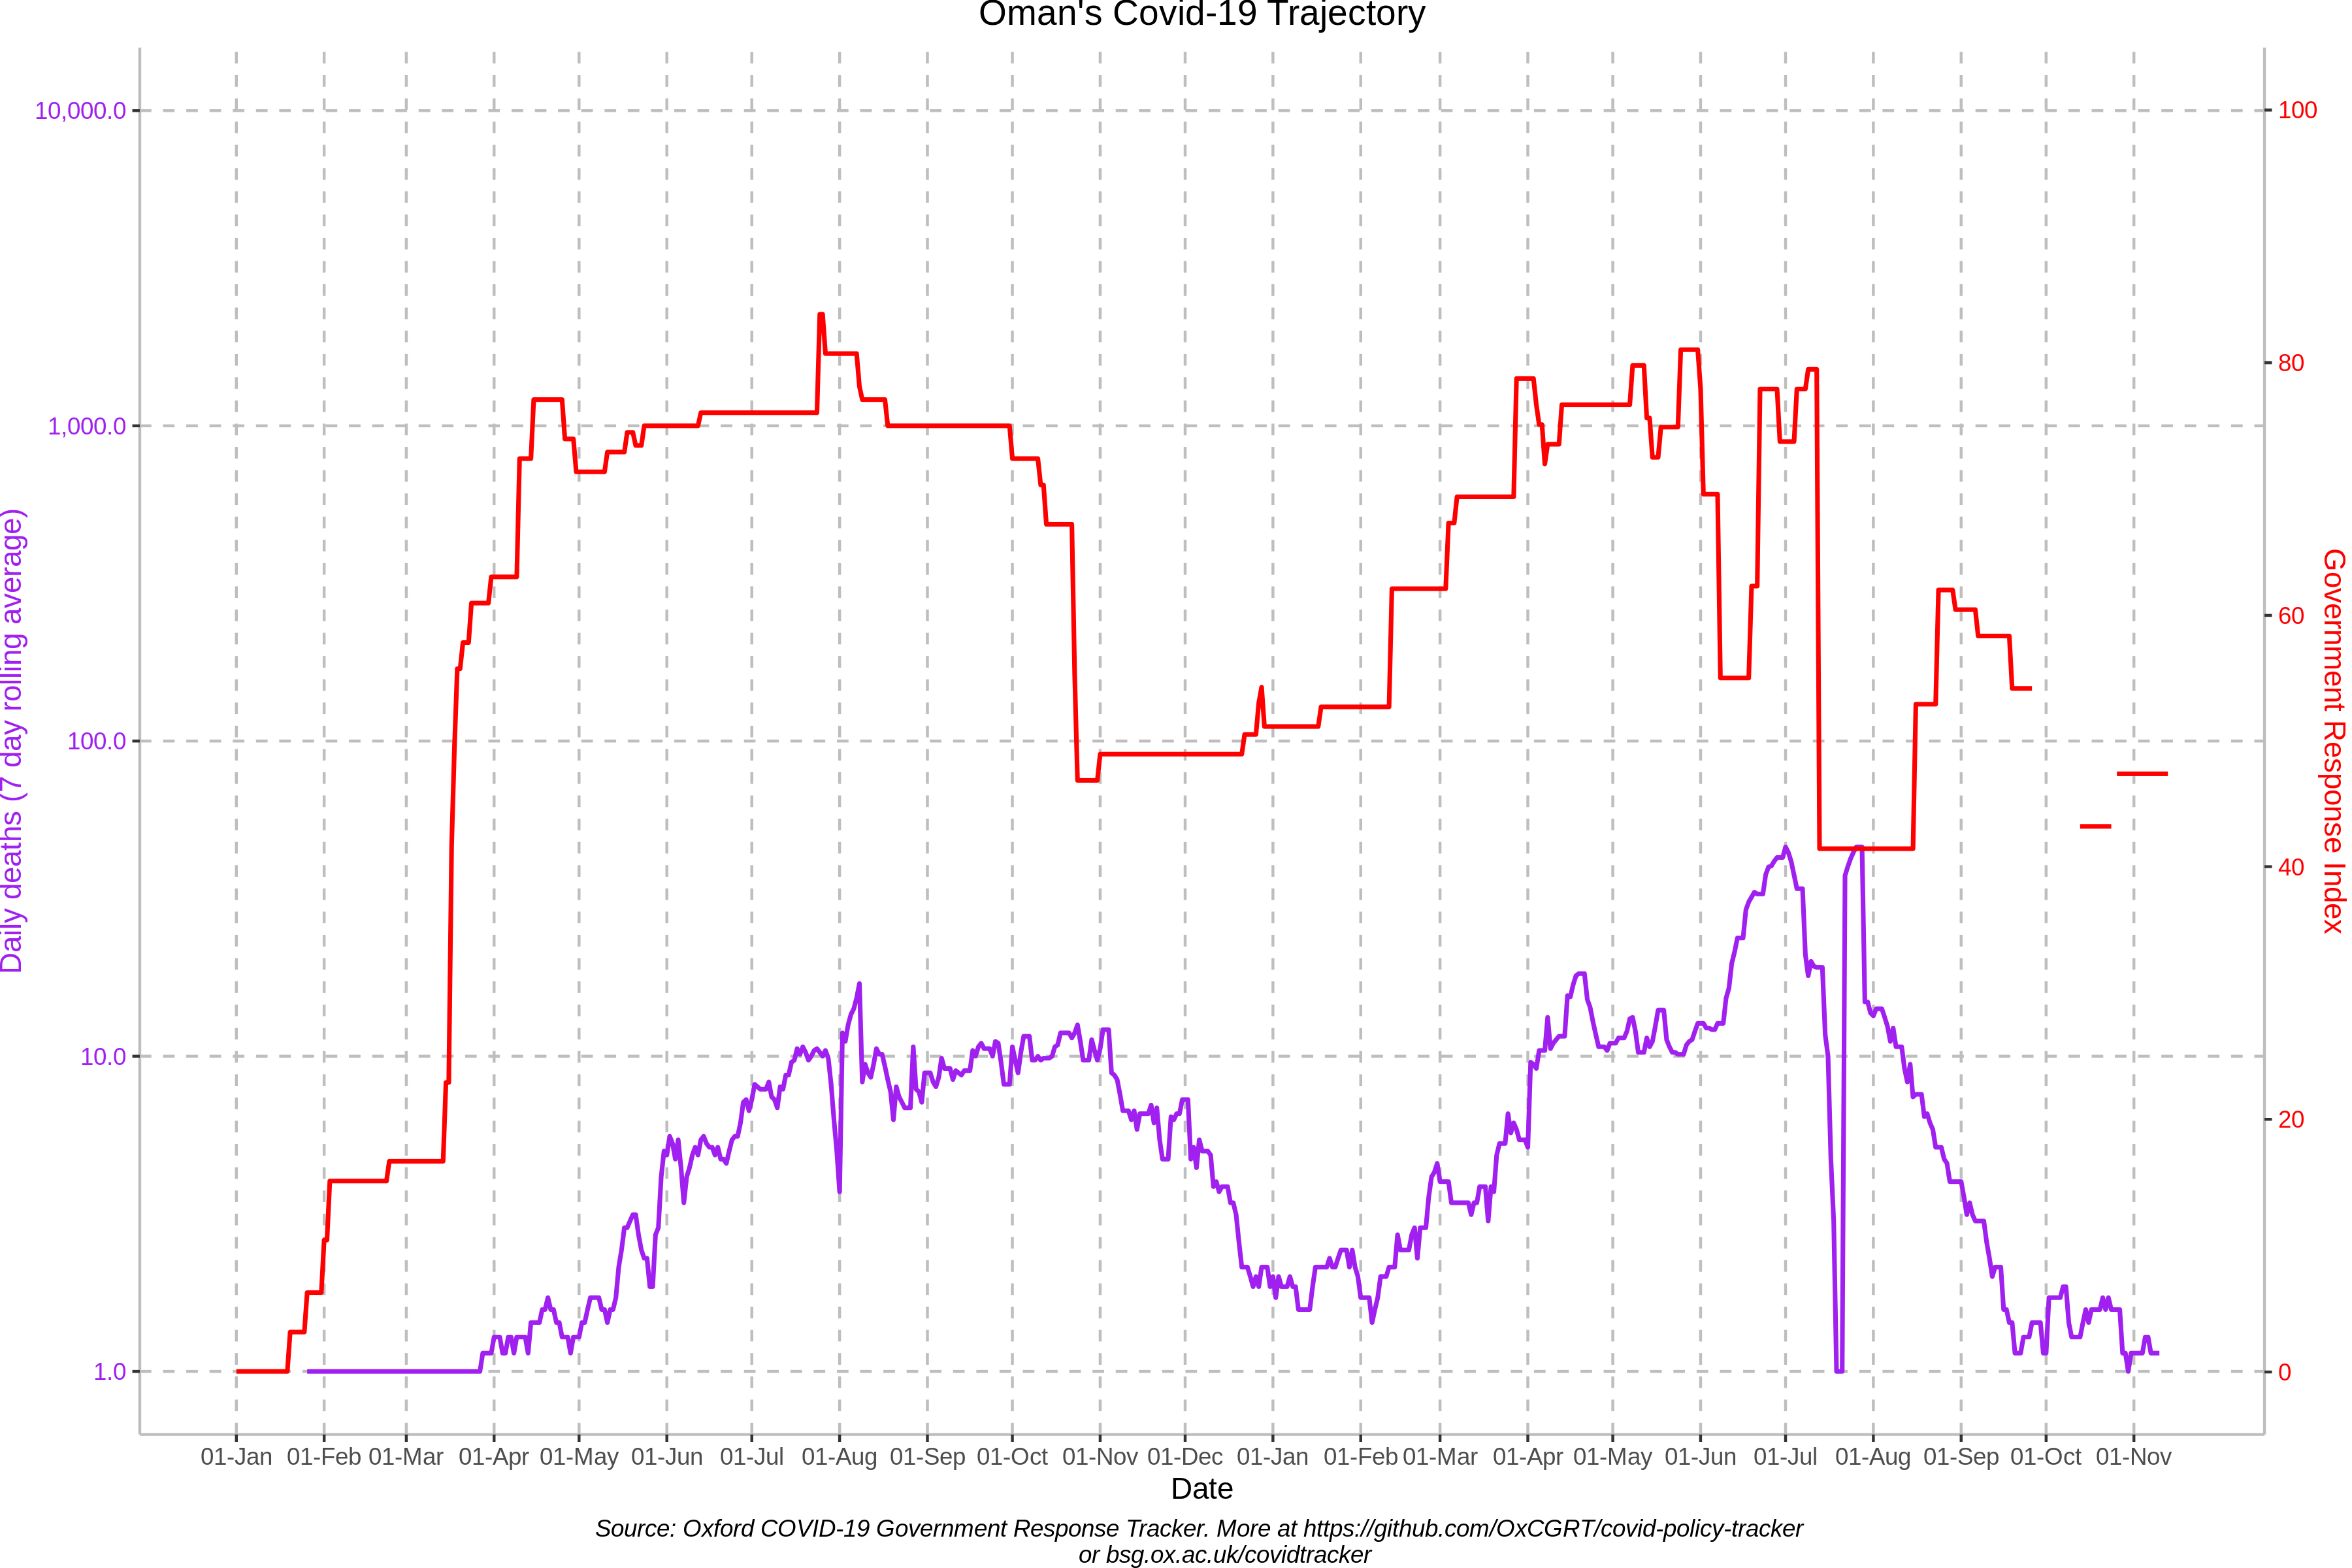 Oman's Covid-19 Trajectory
10,000.0
1,000.0
100.0
10.0
1.0
Daily deaths (7 day rolling average)
100
80
60
40
20
0
Government Response Index
01-Jan 01-Feb 01-Mar 01-Apr 01-May 01-Jun 01-Jul 01-Aug 01-Sep 01-Oct 01-Nov 01-Dec 01-Jan 01-Feb 01-Mar 01-Apr 01-May 01-Jun 01-Jul 01-Aug 01-Sep 01-Oct 01-Nov
Date
Source: Oxford COVID-19 Government Response Tracker. More at https://github.com/OxCGRT/covid-policy-tracker
or bsg.ox.ac.uk/covidtracker